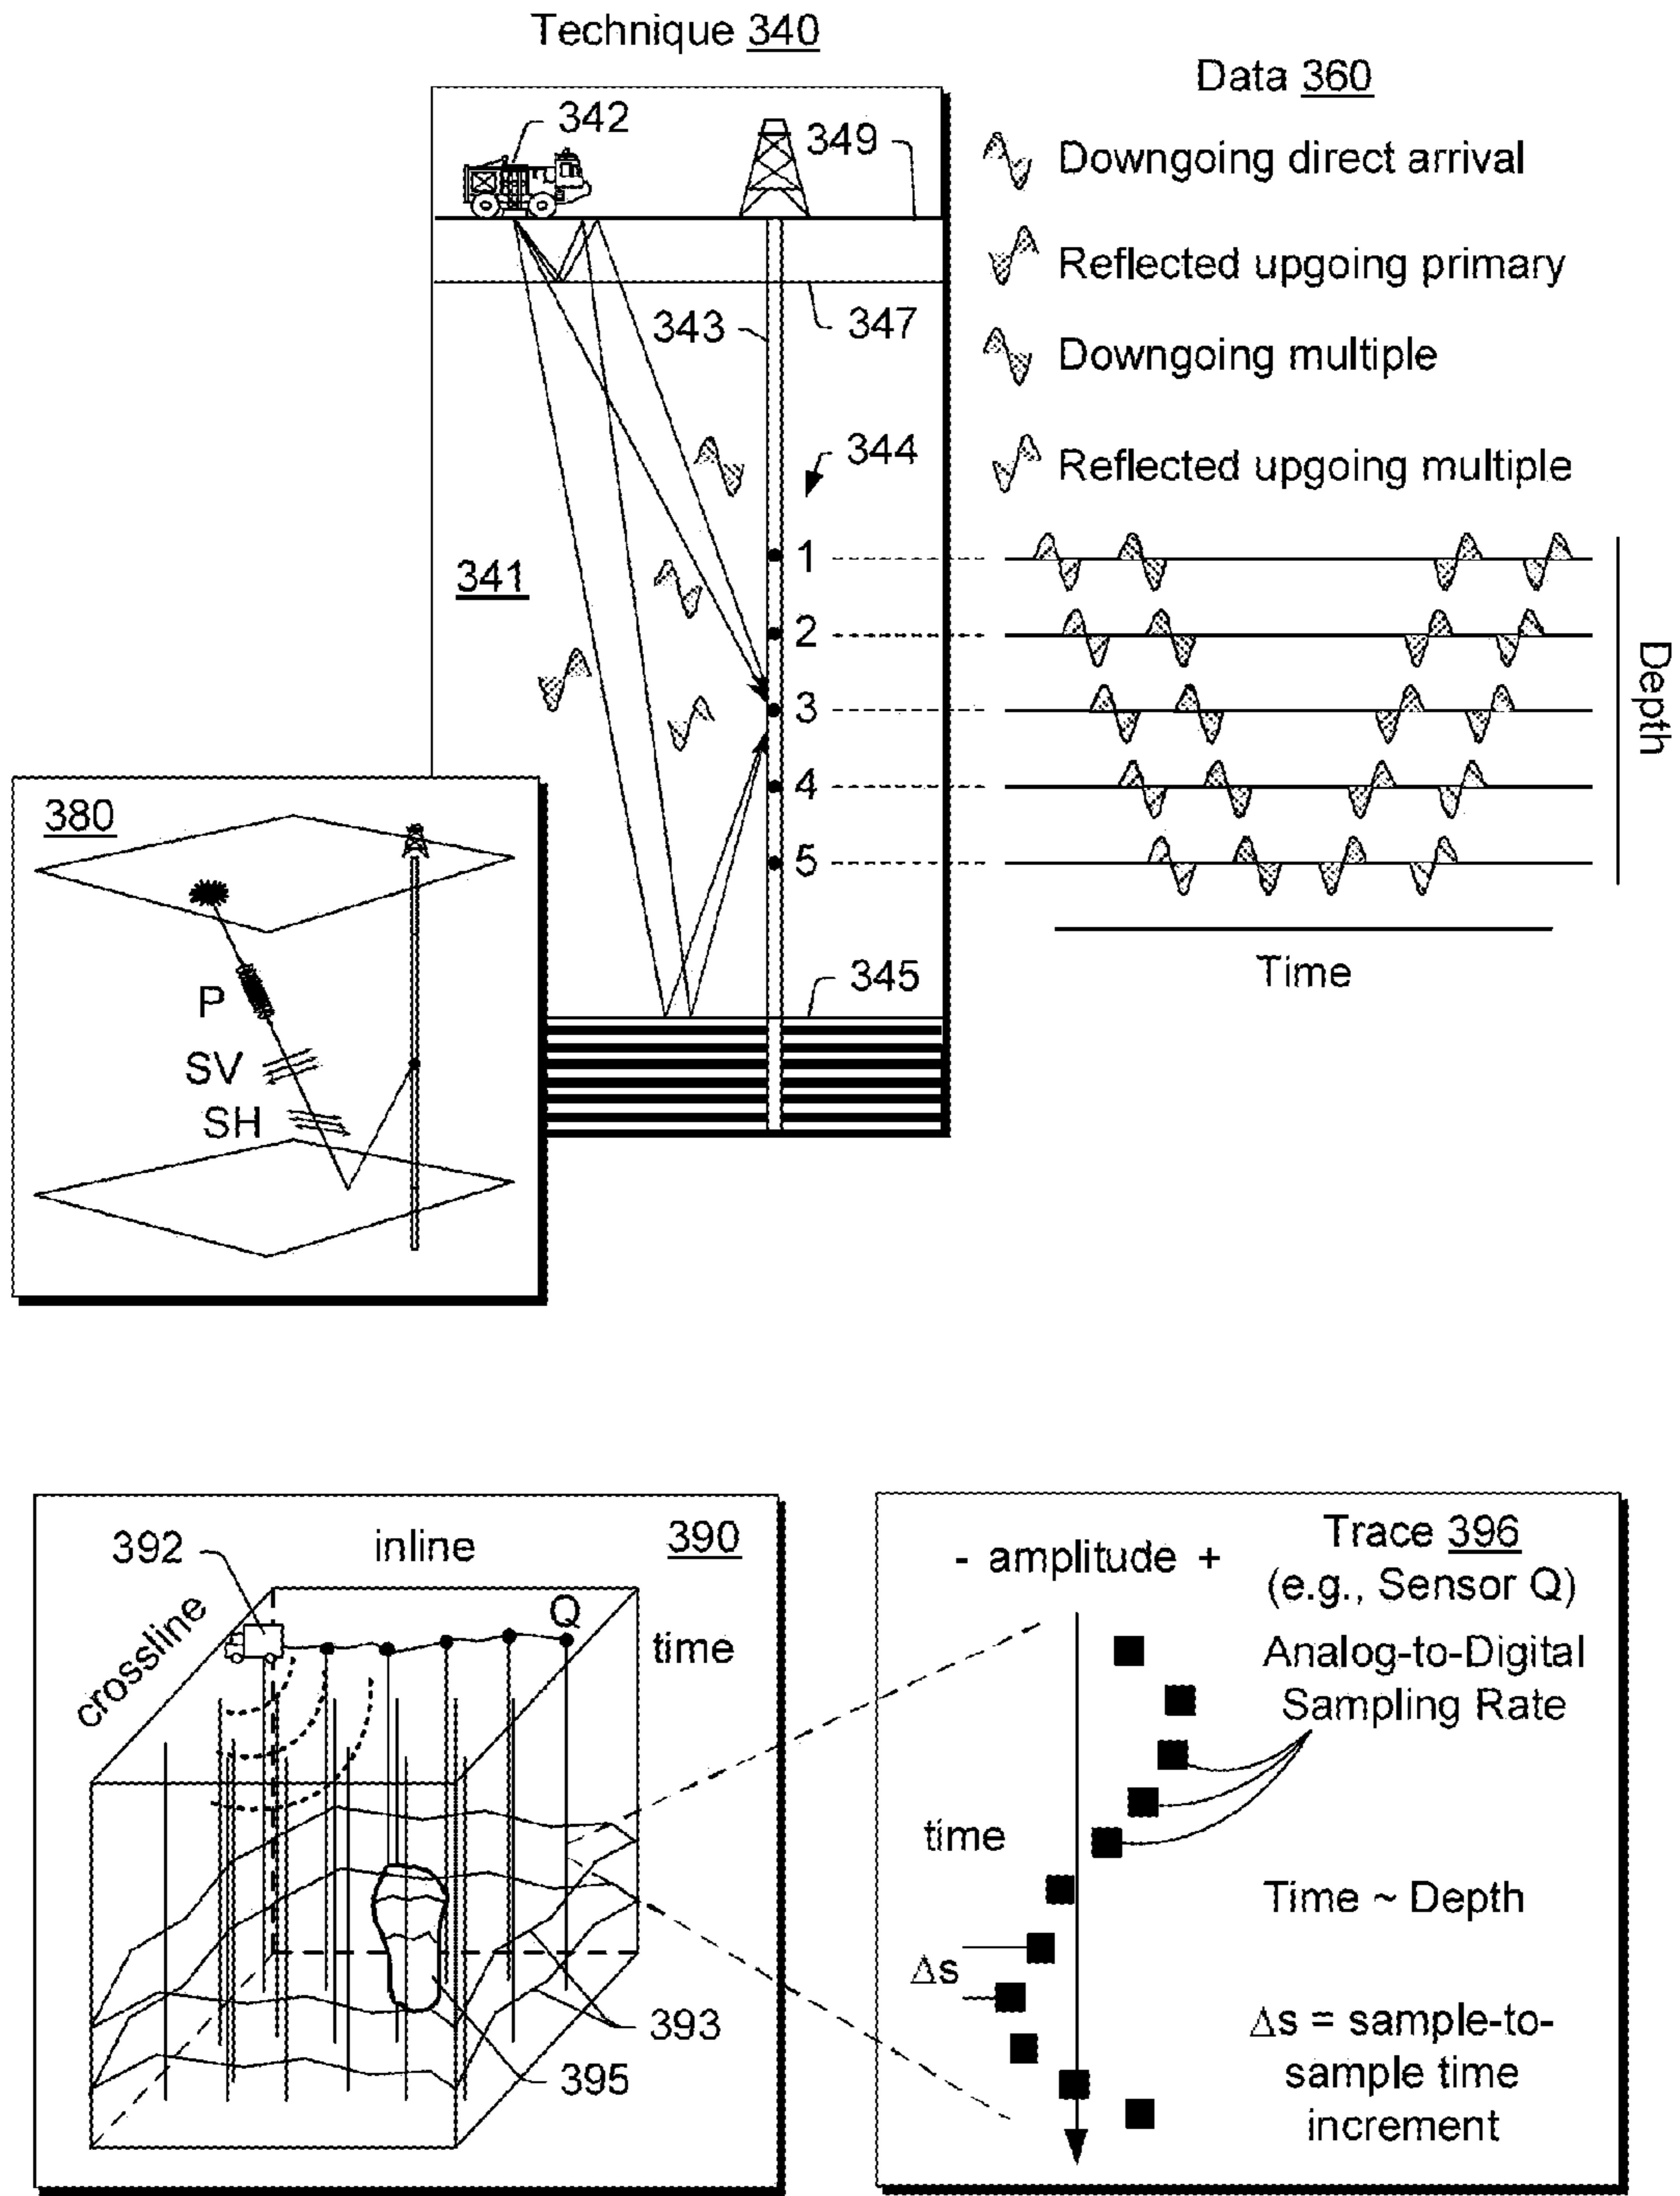 Technique 340
Data 360
342
349
Downgoing direct arrival
Reflected upgoing primary
343
347
Downgoing multiple
344
Reflected upgoing multiple
341
1
2
3
4
5
Depth
Time
345
380
P
SV
SH
392
inline
390
crossline
Q
time
393
395
- amplitude +
Trace 396
(e.g., Sensor Q)
Analog-to-Digital
Sampling Rate
time
Time ~ Depth
Δs
Δs = sample-to-
sample time
increment